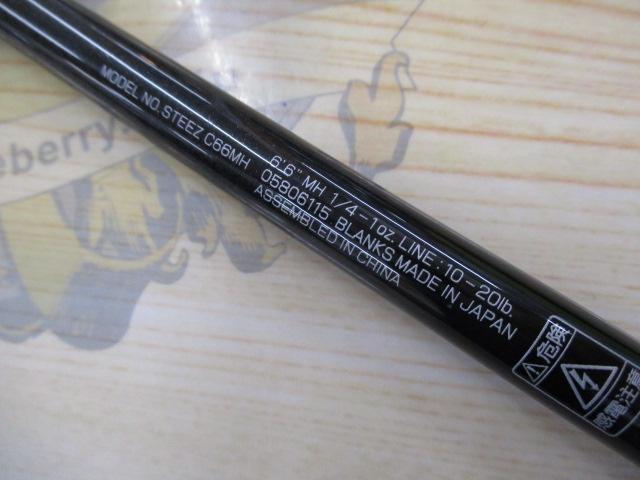 MODEL NO. STEEZ C66MH
6'6" MH 1/4-1oz. LINE:10-20lb.
05806115 BLANKS MADE IN JAPAN
ASSEMBLED IN CHINA
危険
感電注意
eberry.